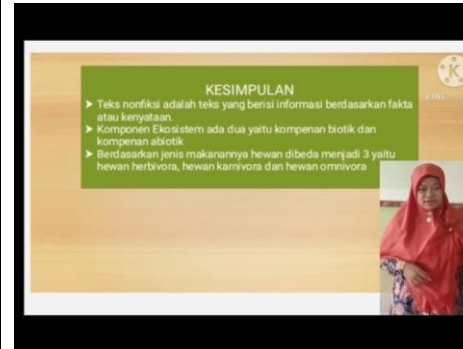 KESIMPULAN
➤ Teks nonfiksi adalah teks yang berisi informasi berdasarkan fakta
atau kenyataan.
➤ Komponen Ekosistem ada dua yaitu kompenan biotik dan
kompenan abiotik
➤ Berdasarkan jenis makanannya hewan dibeda menjadi 3 yaitu
hewan herbivora, hewan karnivora dan hewan omnivora
K